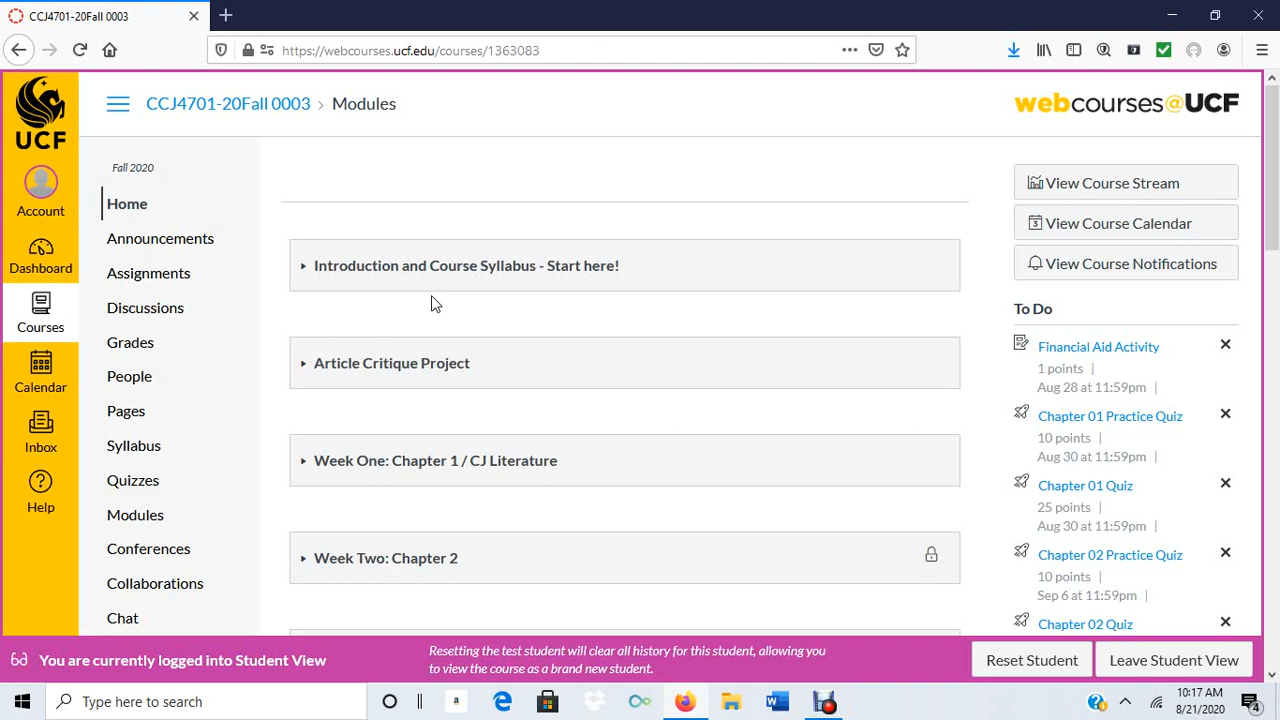 CCJ4701-20Fall 0003
https://webcourses.ucf.edu/courses/1363083
UCF
Account
Dashboard
Courses
Calendar
Inbox
Help
CCJ4701-20Fall 0003 › Modules
webcourses@UCF
Fall 2020
Home
Announcements
Assignments
Discussions
Grades
People
Pages
Syllabus
Quizzes
Modules
Conferences
Collaborations
Chat
Introduction and Course Syllabus - Start here!
Article Critique Project
Week One: Chapter 1 / CJ Literature
Week Two: Chapter 2
View Course Stream
3 View Course Calendar
View Course Notifications
To Do
Financial Aid Activity
1 points |
Aug 28 at 11:59pm |
Chapter 01 Practice Quiz
10 points |
Aug 30 at 11:59pm |
Chapter 01 Quiz
25 points |
Aug 30 at 11:59pm |
Chapter 02 Practice Quiz
10 points |
Sep 6 at 11:59pm |
Chapter 02 Quiz
You are currently logged into Student View
Resetting the test student will clear all history for this student, allowing you
to view the course as a brand new student.
Reset Student
Leave Student View
Type here to search
a
10:17 AM
8/21/2020
4